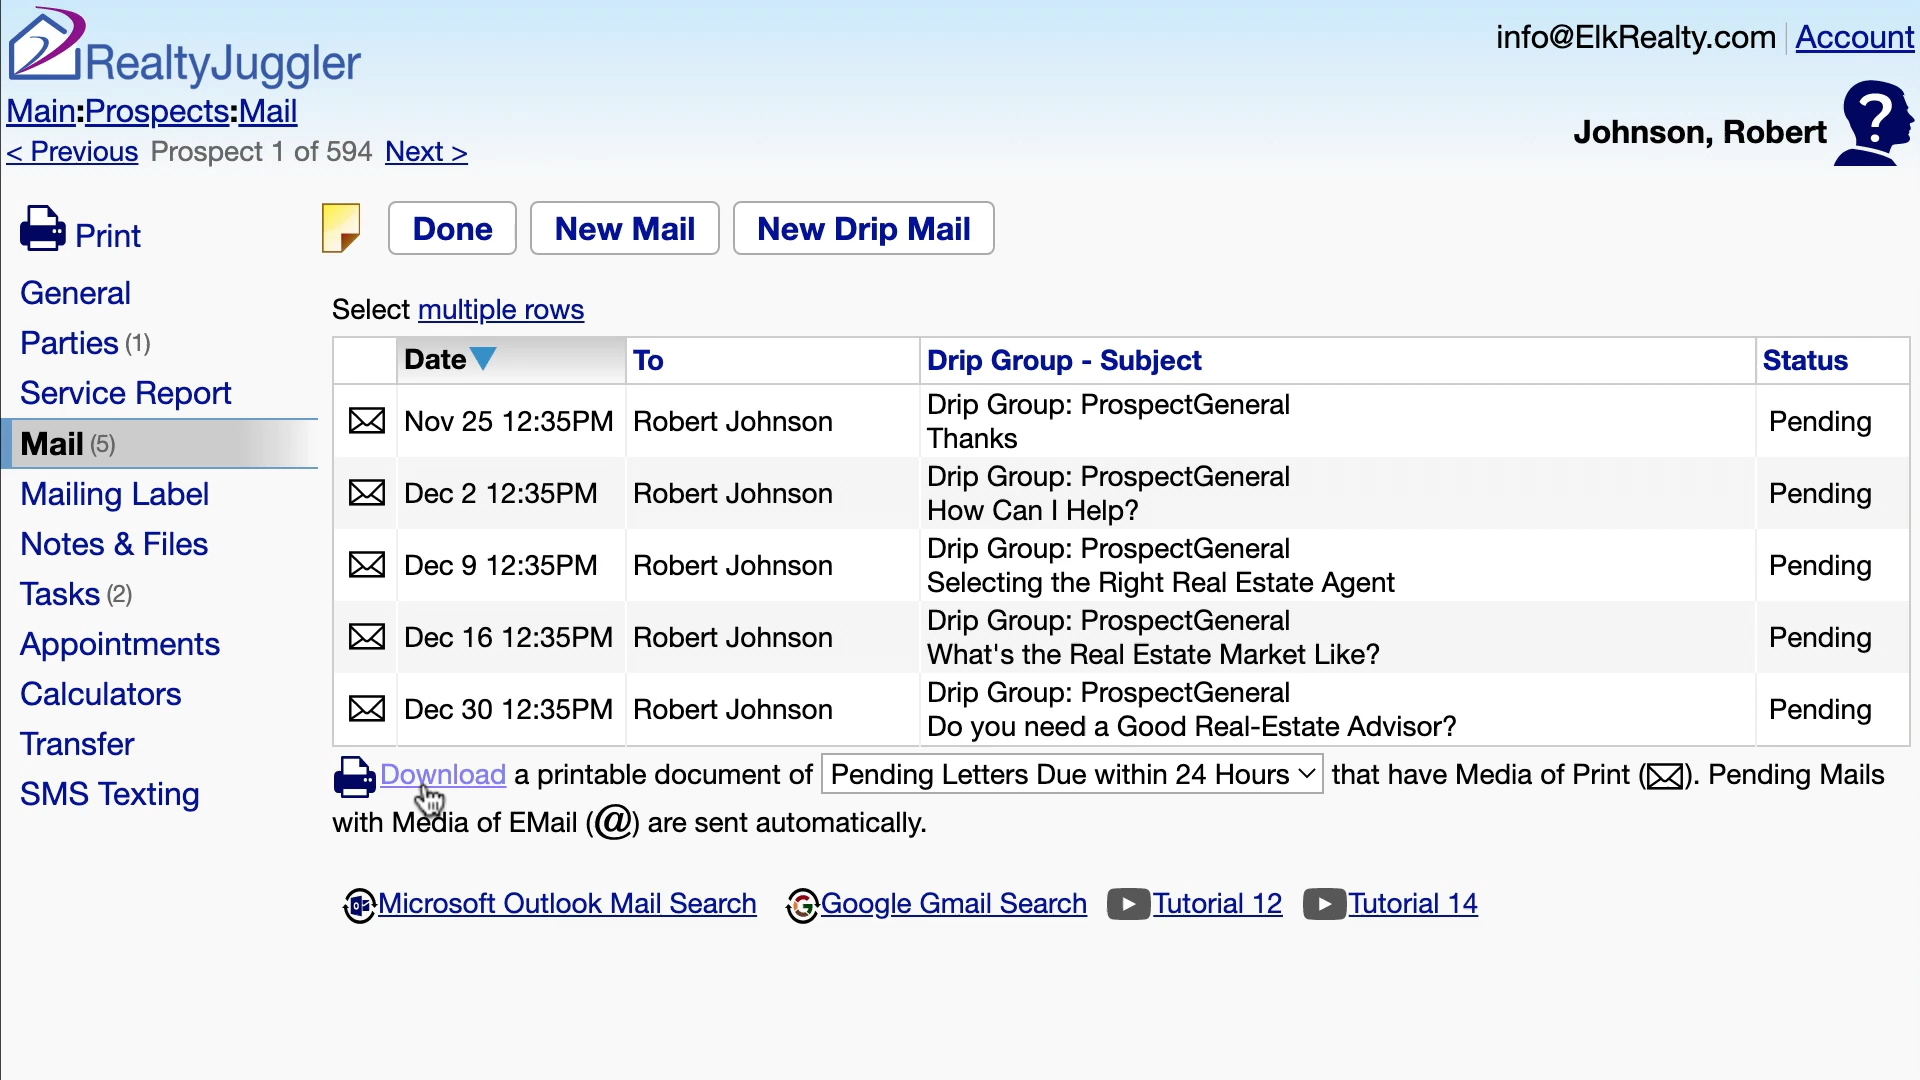 RealtyJuggler
info@ElkRealty.com Account
Main:Prospects:Mail
< Previous Prospect 1 of 594 Next >
Johnson, Robert
Print
Done New Mail New Drip Mail
General
Parties (1)
Service Report
Mail (5)
Mailing Label
Notes & Files
Tasks (2)
Appointments
Calculators
Transfer
SMS Texting
Select multiple rows
Date To Drip Group - Subject Status
Nov 25 12:35PM Robert Johnson Drip Group: ProspectGeneral Pending
Thanks
Dec 2 12:35PM Robert Johnson Drip Group: ProspectGeneral Pending
How Can I Help?
Dec 9 12:35PM Robert Johnson Drip Group: ProspectGeneral Pending
Selecting the Right Real Estate Agent
Dec 16 12:35PM Robert Johnson Drip Group: ProspectGeneral Pending
What's the Real Estate Market Like?
Dec 30 12:35PM Robert Johnson Drip Group: ProspectGeneral Pending
Do you need a Good Real-Estate Advisor?
Download a printable document of Pending Letters Due within 24 Hours that have Media of Print (✉). Pending Mails
with Media of EMail (@) are sent automatically.
Microsoft Outlook Mail Search Google Gmail Search Tutorial 12 Tutorial 14